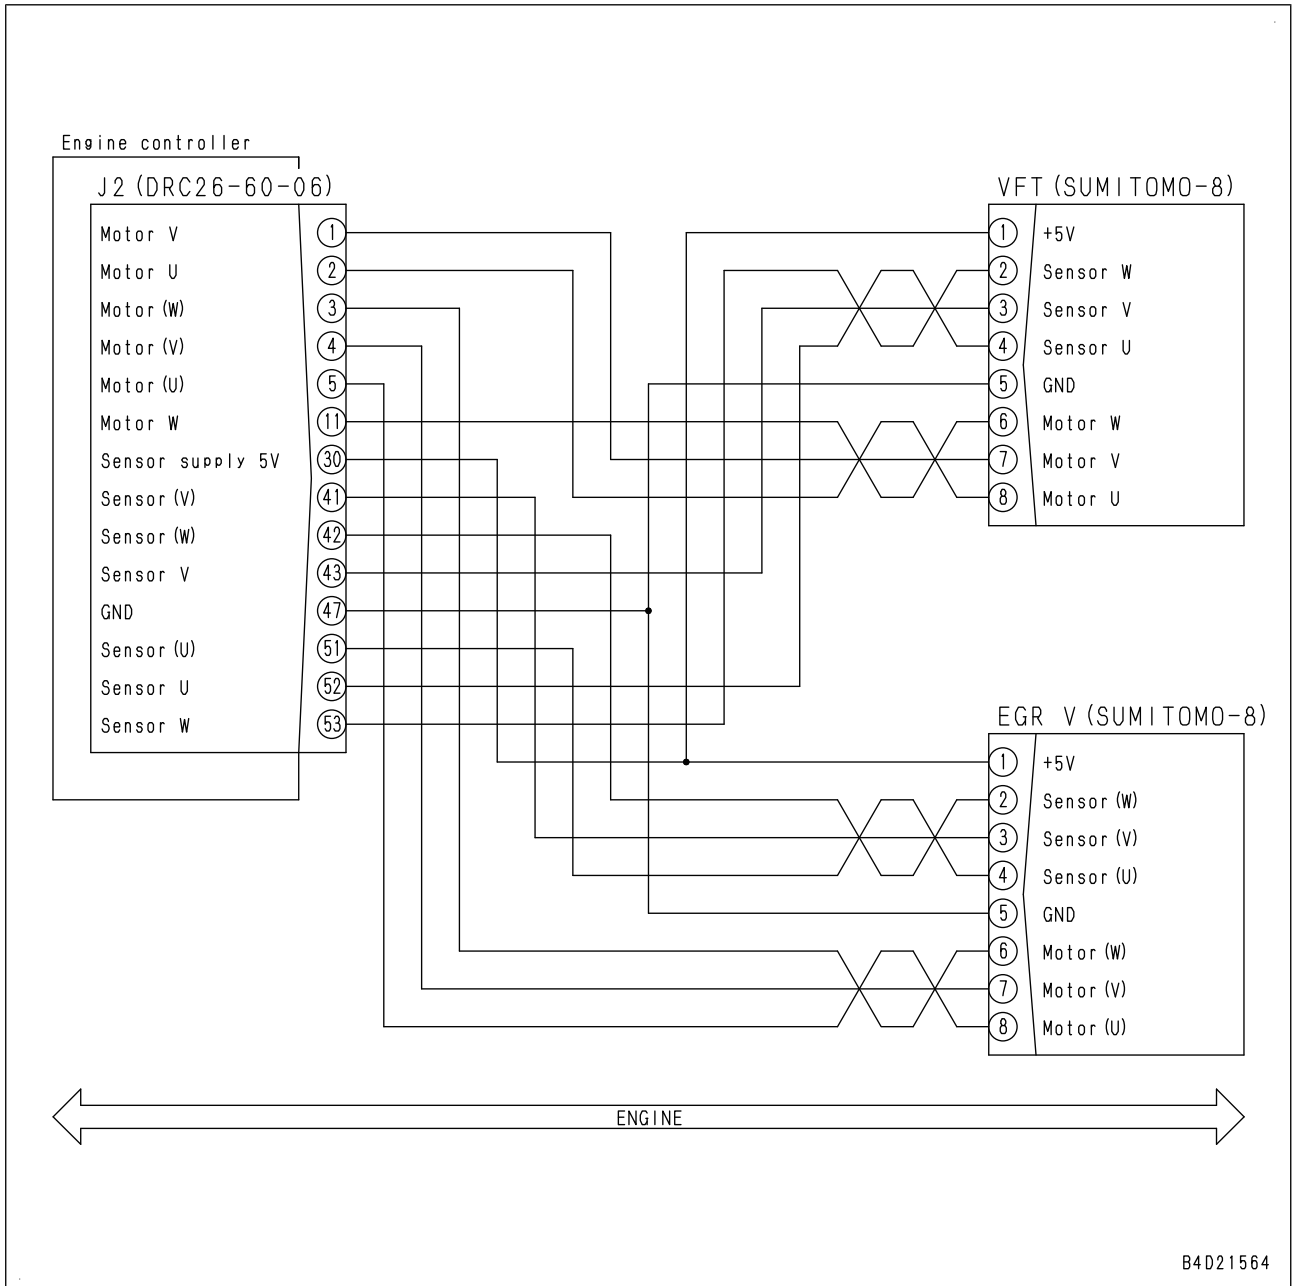 Engine controller
J2(DRC26-60-06)
Motor V 1
Motor U 2
Motor(W) 3
Motor(V) 4
Motor(U) 5
Motor W 11
Sensor supply 5V 30
Sensor(V) 41
Sensor(W) 42
Sensor V 43
GND 47
Sensor(U) 51
Sensor U 52
Sensor W 53
VFT(SUMITOMO-8)
1 +5V
2 Sensor W
3 Sensor V
4 Sensor U
5 GND
6 Motor W
7 Motor V
8 Motor U
EGR V(SUMITOMO-8)
1 +5V
2 Sensor(W)
3 Sensor(V)
4 Sensor(U)
5 GND
6 Motor(W)
7 Motor(V)
8 Motor(U)
ENGINE
B4D21564